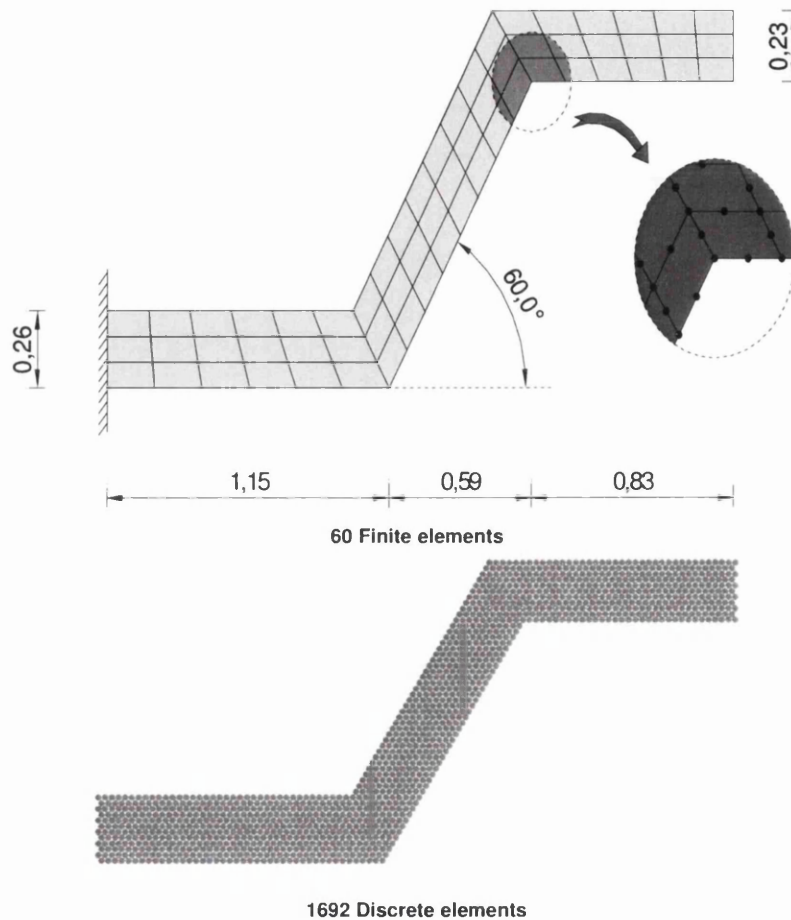 0,23
60,0°
0,26
1,15 0,59 0,83
60 Finite elements
1692 Discrete elements